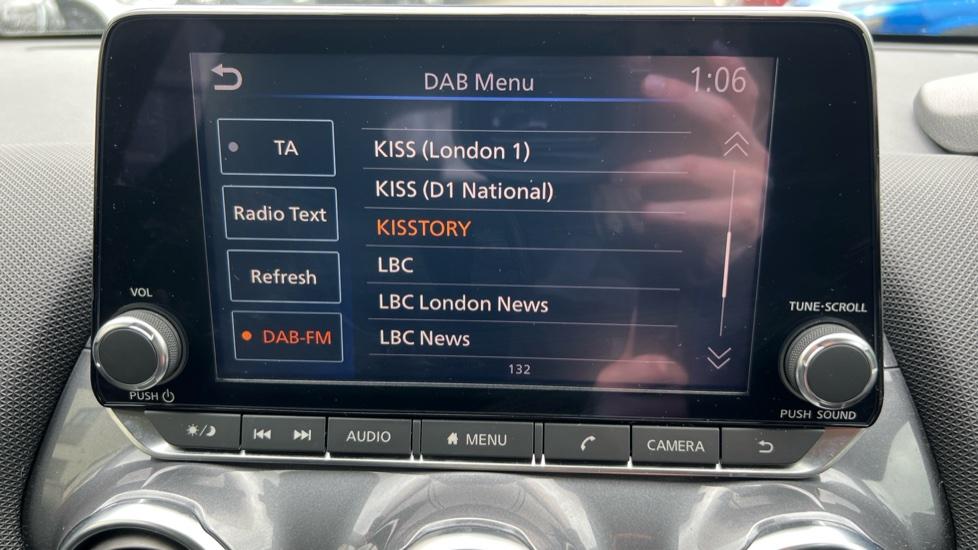 DAB Menu
1:06
TA
Radio Text
Refresh
DAB-FM
KISS (London 1)
KISS (D1 National)
KISSTORY
LBC
LBC London News
LBC News
132
VOL
PUSH
TUNE·SCROLL
PUSH SOUND
AUDIO
MENU
CAMERA